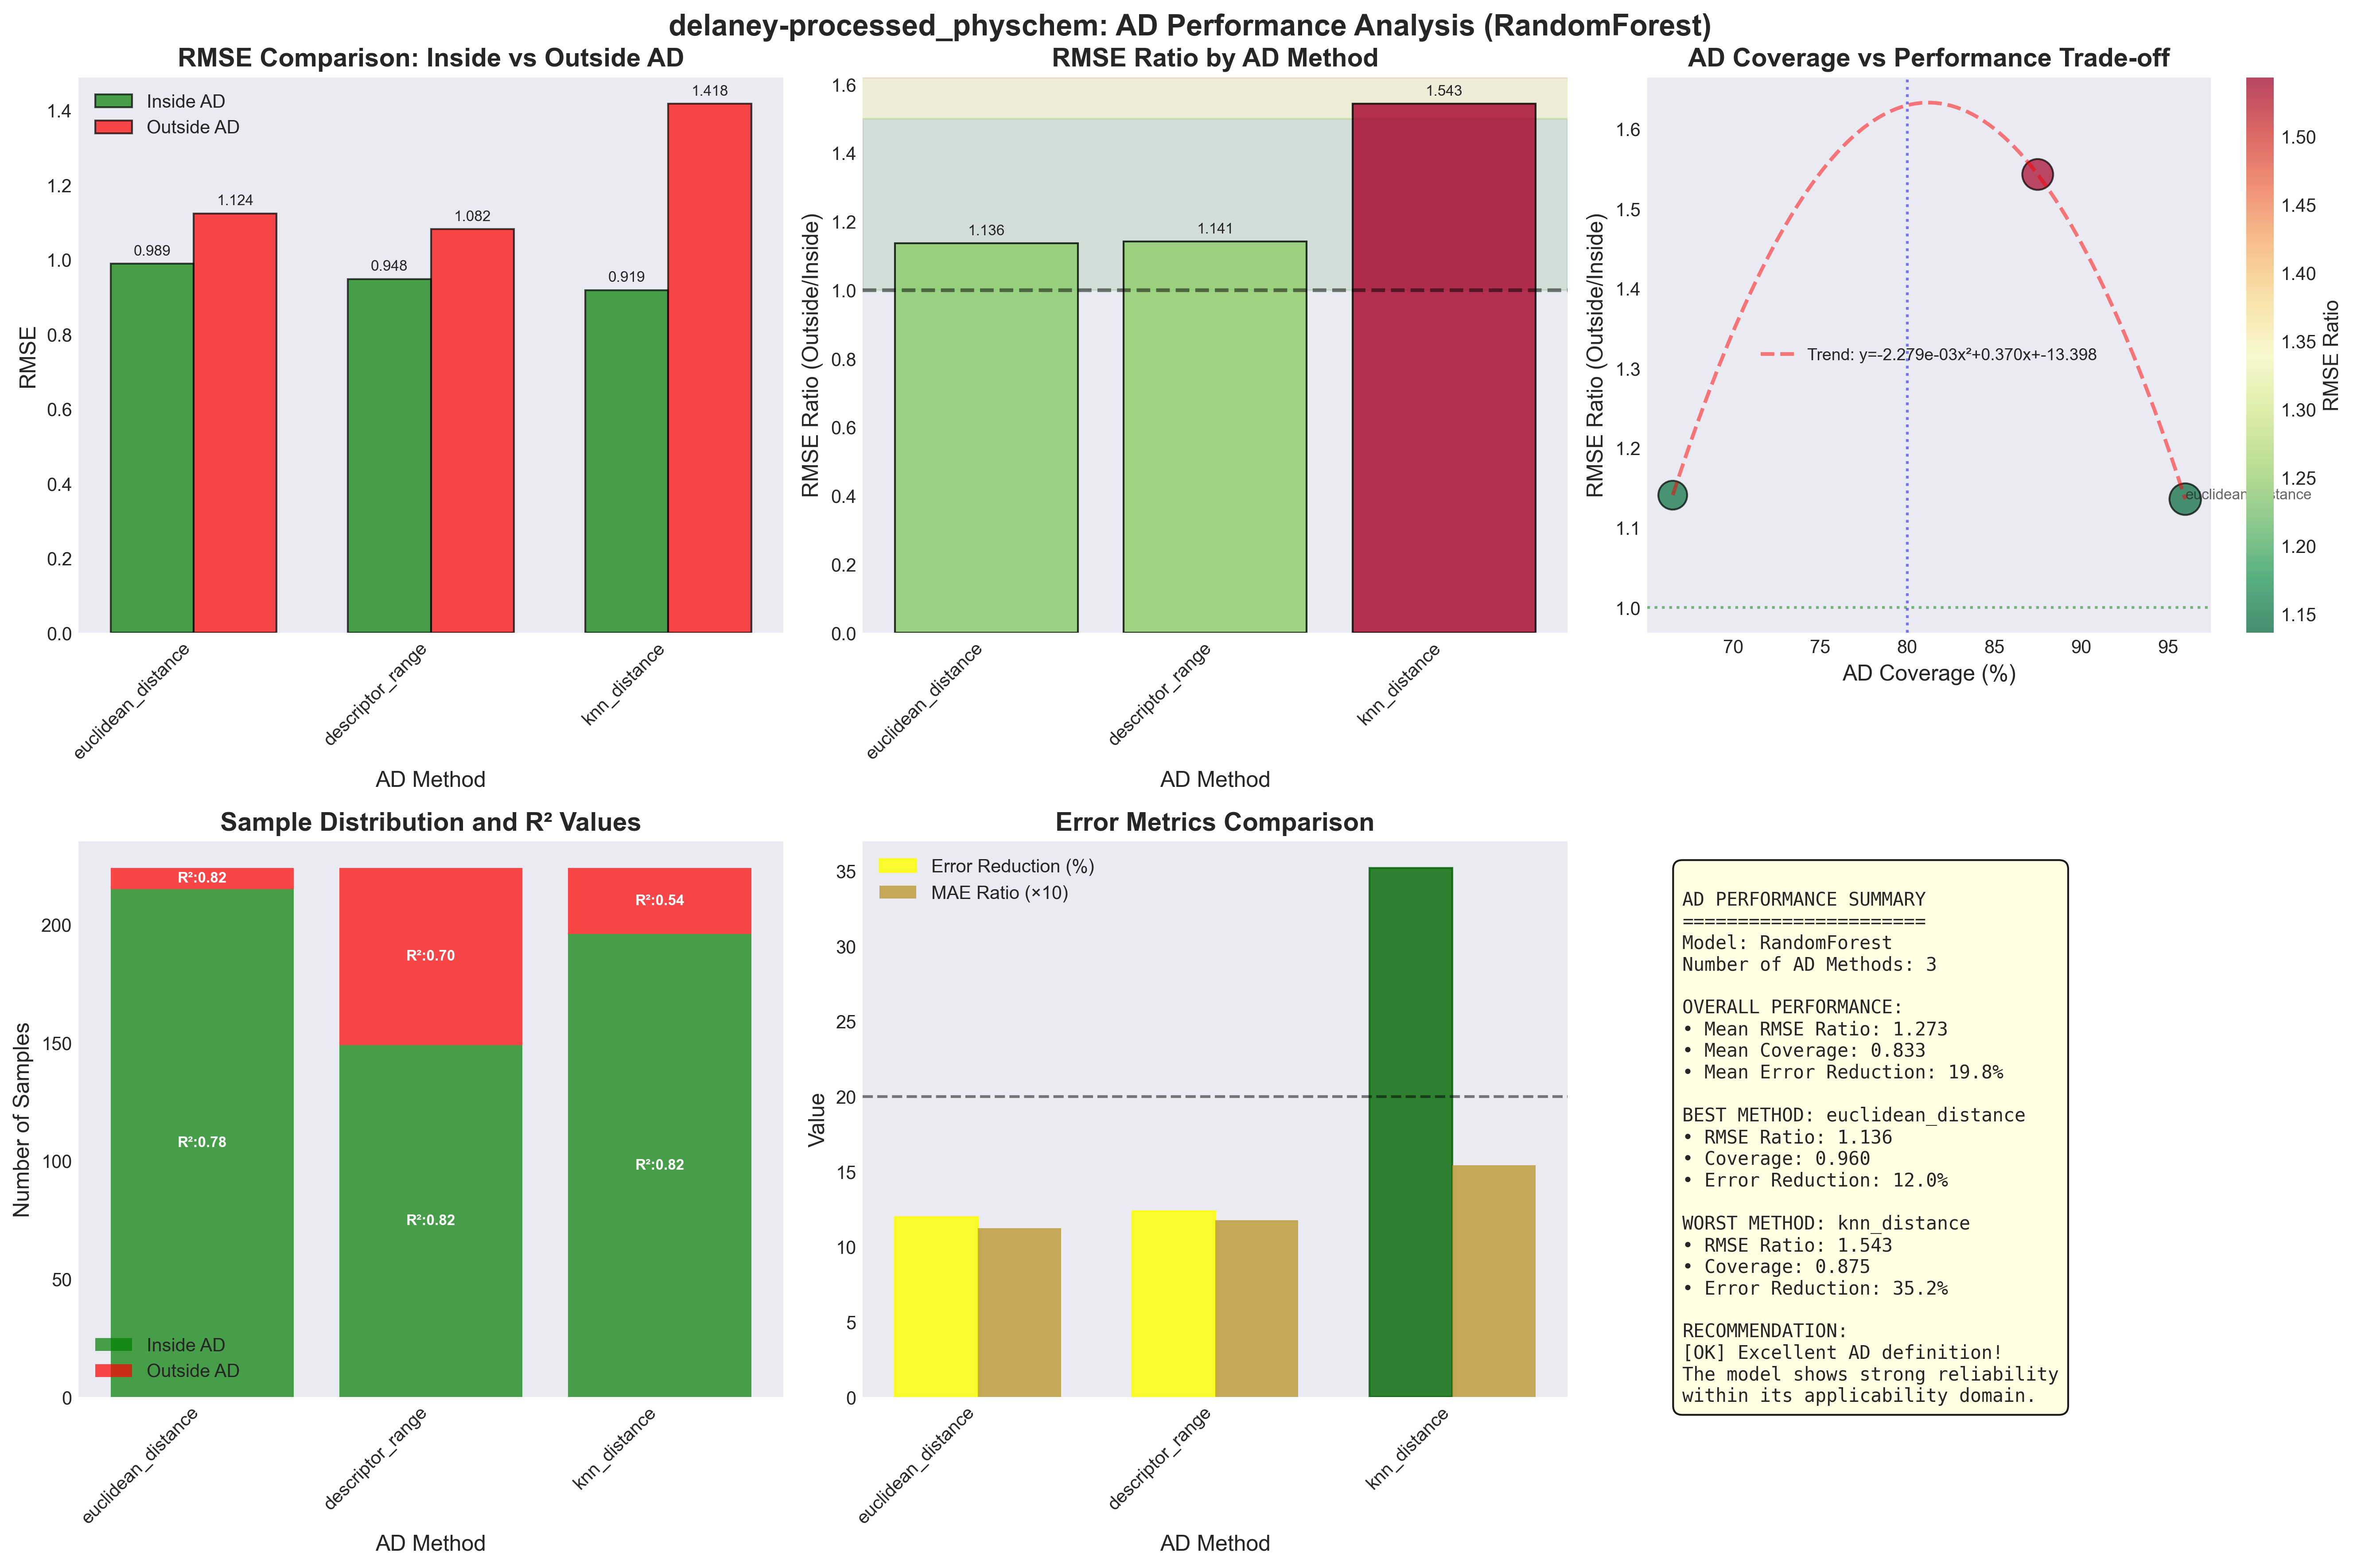 delaney-processed_physchem: AD Performance Analysis (RandomForest)
RMSE Comparison: Inside vs Outside AD
Inside AD
Outside AD
RMSE
1.4
1.2
1.0
0.8
0.6
0.4
0.2
0.0
0.989
1.124
0.948
1.082
0.919
1.418
euclidean_distance
descriptor_range
knn_distance
AD Method
RMSE Ratio by AD Method
RMSE Ratio (Outside/Inside)
1.6
1.4
1.2
1.0
0.8
0.6
0.4
0.2
0.0
1.136
1.141
1.543
euclidean_distance
descriptor_range
knn_distance
AD Method
AD Coverage vs Performance Trade-off
RMSE Ratio (Outside/Inside)
1.6
1.5
1.4
1.3
1.2
1.1
1.0
Trend: y=-2.279e-03x²+0.370x+-13.398
70
75
80
85
90
95
AD Coverage (%)
1.50
1.45
1.40
1.35
1.30
1.25
1.20
1.15
RMSE Ratio
Sample Distribution and R² Values
Number of Samples
200
150
100
50
0
R²:0.82
R²:0.78
R²:0.70
R²:0.82
R²:0.54
R²:0.82
Inside AD
Outside AD
euclidean_distance
descriptor_range
knn_distance
AD Method
Error Metrics Comparison
Error Reduction (%)
MAE Ratio (×10)
Value
35
30
25
20
15
10
5
0
euclidean_distance
descriptor_range
knn_distance
AD Method
AD PERFORMANCE SUMMARY
======================
Model: RandomForest
Number of AD Methods: 3
OVERALL PERFORMANCE:
• Mean RMSE Ratio: 1.273
• Mean Coverage: 0.833
• Mean Error Reduction: 19.8%
BEST METHOD: euclidean_distance
• RMSE Ratio: 1.136
• Coverage: 0.960
• Error Reduction: 12.0%
WORST METHOD: knn_distance
• RMSE Ratio: 1.543
• Coverage: 0.875
• Error Reduction: 35.2%
RECOMMENDATION:
[OK] Excellent AD definition!
The model shows strong reliability
within its applicability domain.